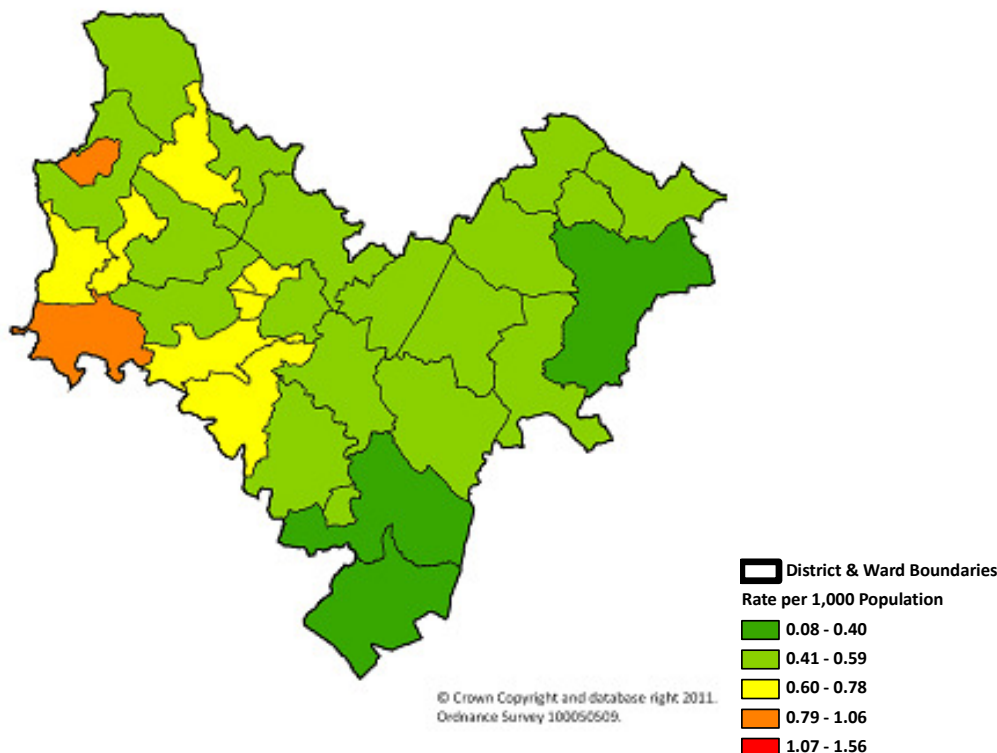 District & Ward Boundaries
Rate per 1,000 Population
0.08 - 0.40
0.41 - 0.59
0.60 - 0.78
0.79 - 1.06
1.07 - 1.56
© Crown Copyright and database right 2011.
Ordnance Survey 100050509.